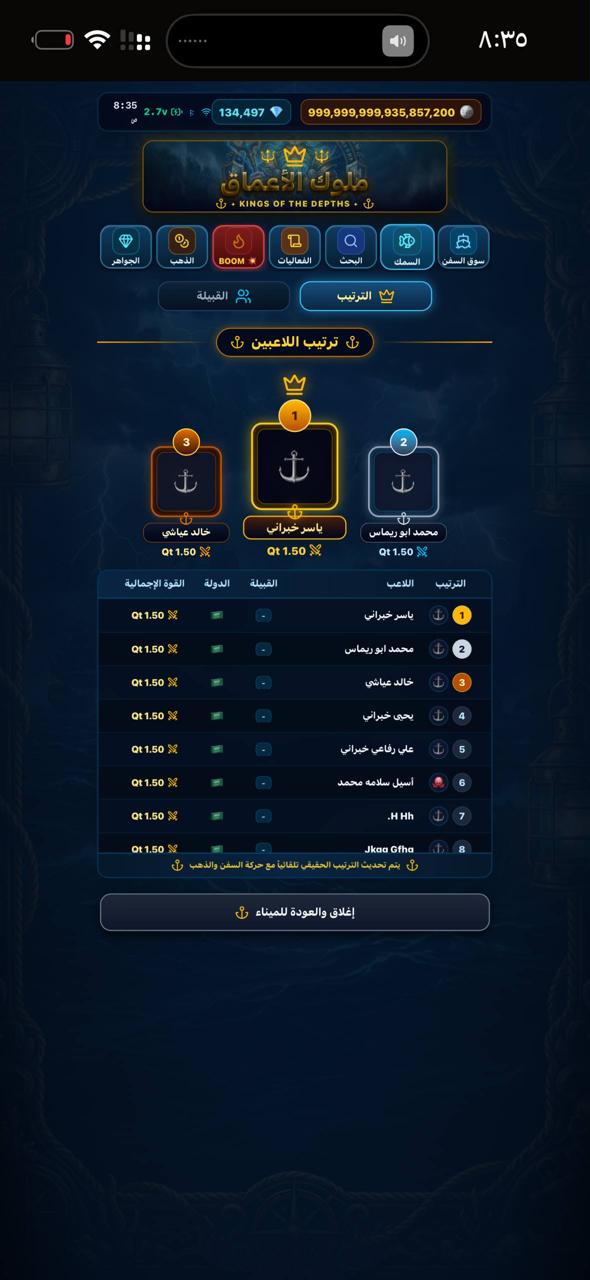 ٨:٣٥
999,999,999,935,857,200
134,497
2.7v
8:35
ص
ملوك الأعماق
• KINGS OF THE DEPTHS •
سوق السفن
السمك
البحث
الفعاليات
BOOM
الذهب
الجواهر
الترتيب
القبيلة
ترتيب اللاعبين
1
3
2
ياسر خبراني
خالد عياشي
محمد ابو ريماس
1.50 Qt
1.50 Qt
1.50 Qt
الترتيب اللاعب القبيلة الدولة القوة الإجمالية
1 ياسر خبراني - 1.50 Qt
2 محمد ابو ريماس - 1.50 Qt
3 خالد عياشي - 1.50 Qt
4 يحيى خبراني - 1.50 Qt
5 علي رفاعي خبراني - 1.50 Qt
6 أسيل سلامه محمد - 1.50 Qt
7 H Hh. - 1.50 Qt
8 Jkgg Gfhg - 1.50 Qt
يتم تحديث الترتيب الحقيقي تلقائياً مع حركة السفن والذهب
إغلاق والعودة للميناء